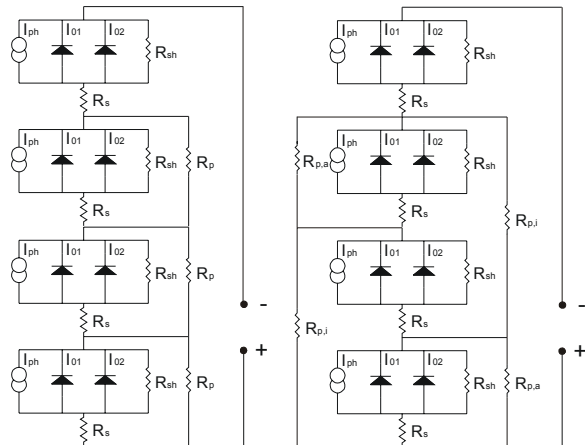 Iph I01 I02 Rsh
Rs
Iph I01 I02 Rsh Rp
Rs
Iph I01 I02 Rsh Rp
Rs
-
+
Iph I01 I02 Rsh Rp
Rs
Iph I01 I02 Rsh
Rs
Rp,a Iph I01 I02 Rsh
Rs
Rp,i
Iph I01 I02 Rsh
Rp,i Rs
-
+
Iph I01 I02 Rsh Rp,a
Rs